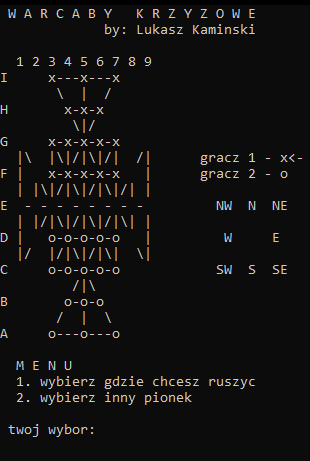 W A R C A B Y   K R Z Y Z O W E
            by: Lukasz Kaminski

  1 2 3 4 5 6 7 8 9
I     x---x---x
       \  |  /
H       x-x-x
         \|/
G     x-x-x-x-x
  |\  |\|/|\|/|  /|      gracz 1 - x<-
F |   x-x-x-x-x   |      gracz 2 - o
  | |\|/|\|/|\|/| |
E  - - - - - - - -         NW  N  NE
  | |/|\|/|\|/|\| |
D |   o-o-o-o-o   |         W     E
  |/  |/|\|/|\|  \|
C     o-o-o-o-o            SW  S  SE
         /|\
B       o-o-o
       /  |  \
A     o---o---o

  M E N U
  1. wybierz gdzie chcesz ruszyc
  2. wybierz inny pionek

 twoj wybor: